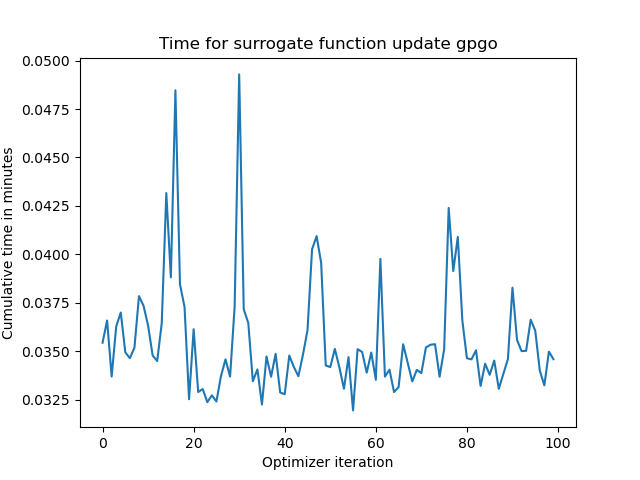 Time for surrogate function update gpgo
0.0500
0.0475
0.0450
0.0425
0.0400
0.0375
0.0350
0.0325
Cumulative time in minutes
0 20 40 60 80 100
Optimizer iteration